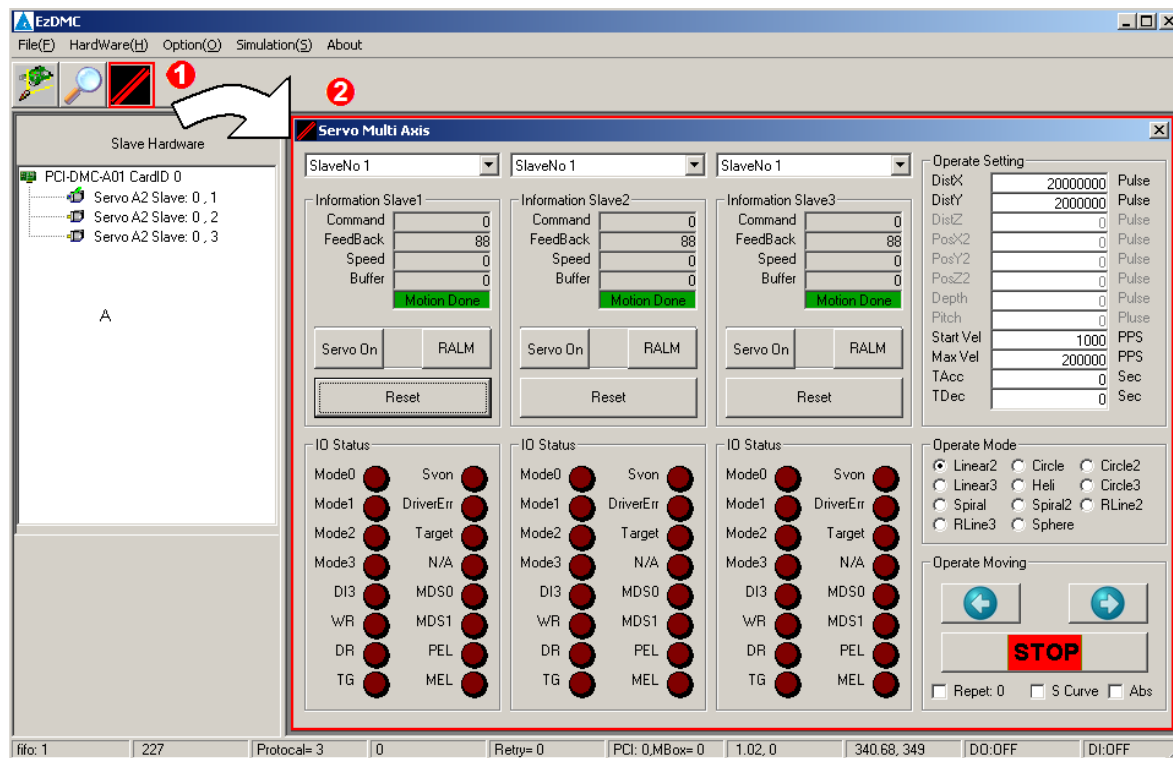 EzDMC
File(F) HardWare(H) Option(O) Simulation(S) About
1
2
Slave Hardware
PCI-DMC-A01 CardID 0
Servo A2 Slave: 0 , 1
Servo A2 Slave: 0 , 2
Servo A2 Slave: 0 , 3
A
Servo Multi Axis
SlaveNo 1
Information Slave1
Command 0
FeedBack 88
Speed 0
Buffer 0
Motion Done
Servo On RALM
Reset
IO Status
Mode0 Svon
Mode1 DriverErr
Mode2 Target
Mode3 N/A
DI3 MDS0
WR MDS1
DR PEL
TG MEL
SlaveNo 1
Information Slave2
Command 0
FeedBack 88
Speed 0
Buffer 0
Motion Done
Servo On RALM
Reset
IO Status
Mode0 Svon
Mode1 DriverErr
Mode2 Target
Mode3 N/A
DI3 MDS0
WR MDS1
DR PEL
TG MEL
SlaveNo 1
Information Slave3
Command 0
FeedBack 88
Speed 0
Buffer 0
Motion Done
Servo On RALM
Reset
IO Status
Mode0 Svon
Mode1 DriverErr
Mode2 Target
Mode3 N/A
DI3 MDS0
WR MDS1
DR PEL
TG MEL
Operate Setting
DistX 20000000 Pulse
DistY 2000000 Pulse
DistZ 0 Pulse
PosX2 0 Pulse
PosY2 0 Pulse
PosZ2 0 Pulse
Depth 0 Pulse
Pitch 0 Pluse
Start Vel 1000 PPS
Max Vel 200000 PPS
TAcc 0 Sec
TDec 0 Sec
Operate Mode
Linear2 Circle Circle2
Linear3 Heli Circle3
Spiral Spiral2 RLine2
RLine3 Sphere
Operate Moving
STOP
Repet: 0 S Curve Abs
fifo: 1 227 Protocal= 3 0 Retry= 0 PCI: 0,MBox= 0 1.02, 0 340.68, 349 DO:OFF DI:OFF